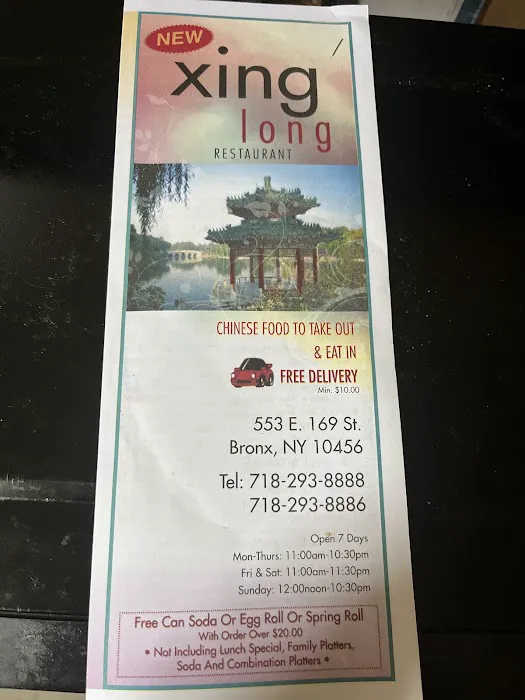 NEW
xing
long
RESTAURANT
CHINESE FOOD TO TAKE OUT
& EAT IN
FREE DELIVERY
Min. $10.00
553 E. 169 St.
Bronx, NY 10456
Tel: 718-293-8888
718-293-8886
Open 7 Days
Mon-Thurs: 11:00am-10:30pm
Fri & Sat: 11:00am-11:30pm
Sunday: 12:00noon-10:30pm
Free Can Soda Or Egg Roll Or Spring Roll
With Order Over $20.00
• Not Including Lunch Special, Family Platters,
Soda And Combination Platters •